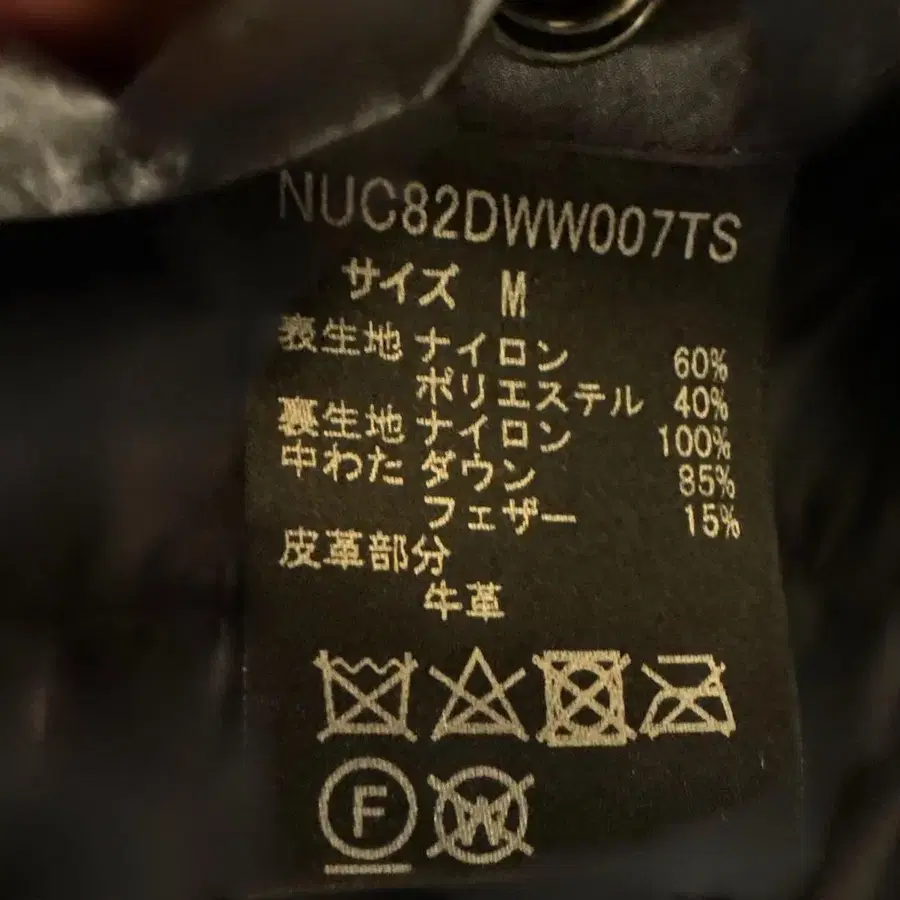 NUC82DWW007TS
サイズ M
表生地 ナイロン 60%
ポリエステル 40%
裏生地 ナイロン 100%
中わた ダウン 85%
フェザー 15%
皮革部分
牛革
F W